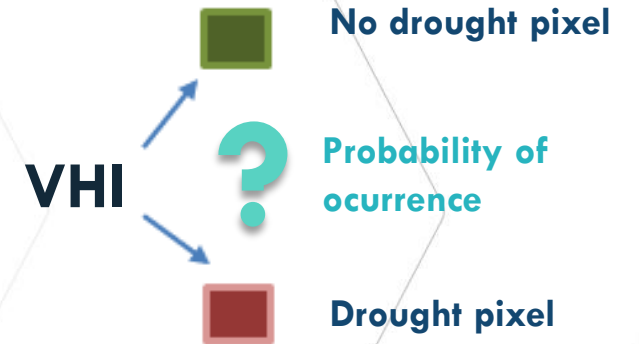 No drought pixel
VHI
?
Probability of
ocurrence
Drought pixel